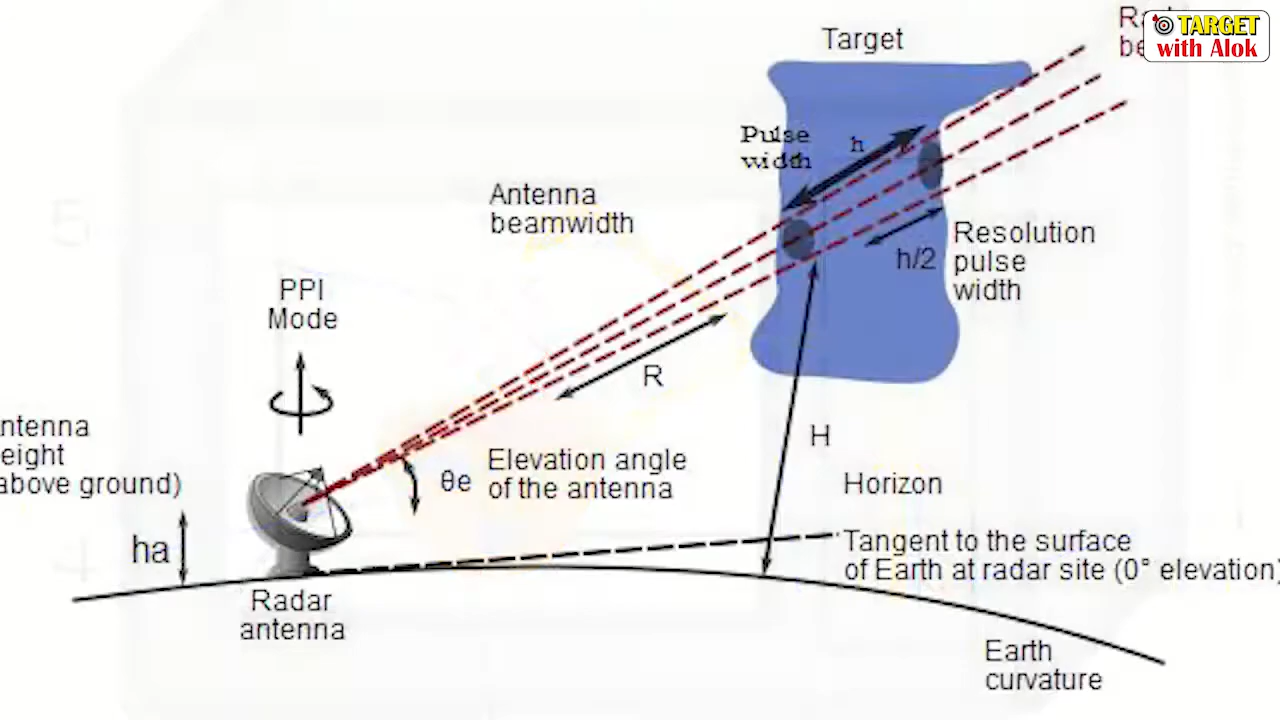 Target
TARGET
with Alok
Pulse
width
h
Antenna
beamwidth
Resolution
pulse
width
h/2
PPI
Mode
R
H
ntenna
eight
above ground)
Elevation angle
of the antenna
θe
Horizon
ha
Tangent to the surface
of Earth at radar site (0° elevation)
Radar
antenna
Earth
curvature